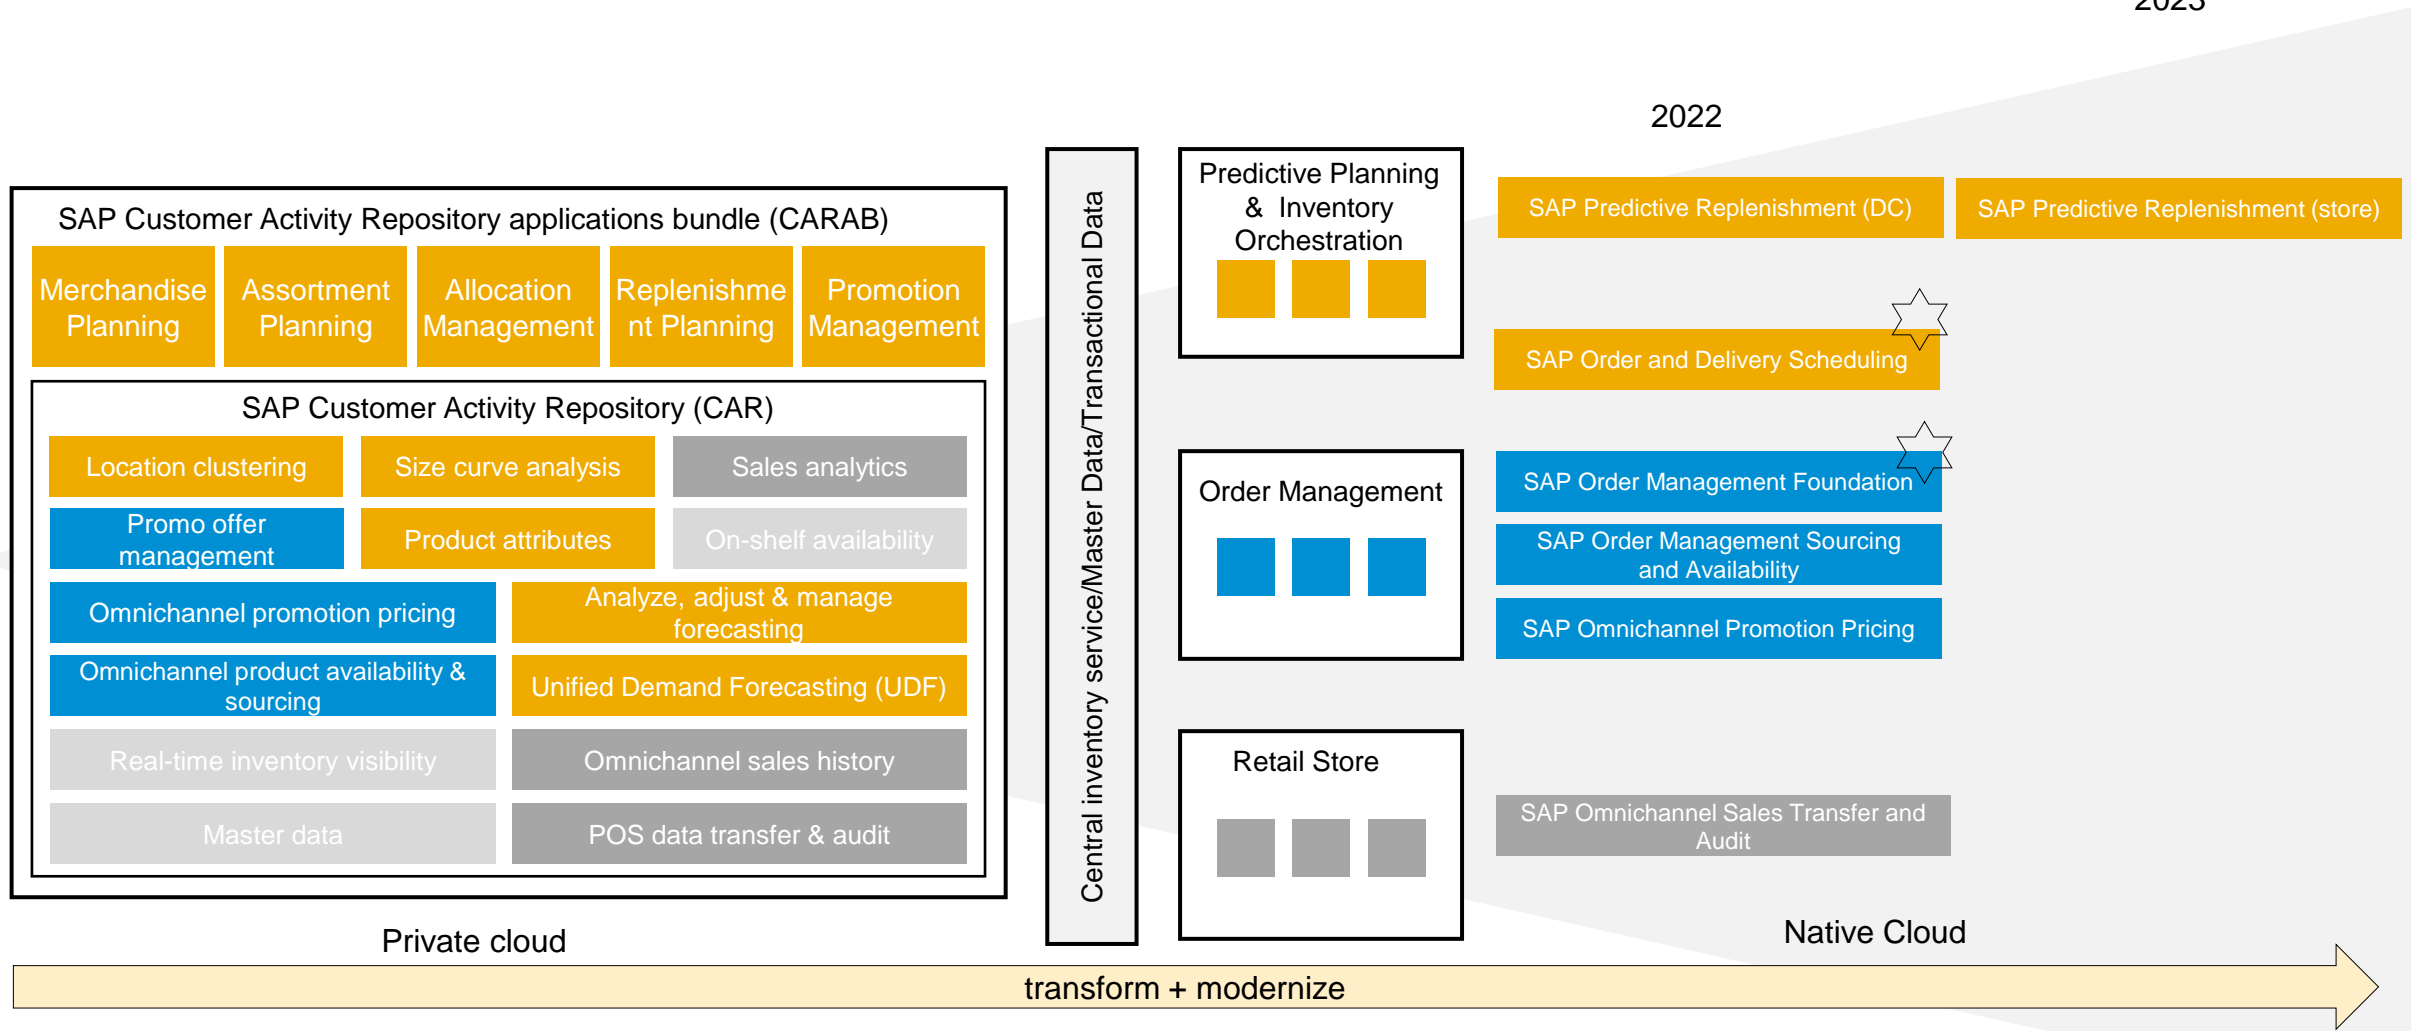 2023
2022
SAP Customer Activity Repository applications bundle (CARAB)
Merchandise
Planning
Assortment
Planning
Allocation
Management
Replenishme
nt Planning
Promotion
Management
SAP Customer Activity Repository (CAR)
Location clustering
Size curve analysis
Sales analytics
Promo offer
management
Product attributes
On-shelf availability
Omnichannel promotion pricing
Analyze, adjust & manage
forecasting
Omnichannel product availability &
sourcing
Unified Demand Forecasting (UDF)
Real-time inventory visibility
Omnichannel sales history
Master data
POS data transfer & audit
Central inventory service/Master Data/Transactional Data
Predictive Planning
& Inventory
Orchestration
SAP Predictive Replenishment (DC)
SAP Predictive Replenishment (store)
SAP Order and Delivery Scheduling
Order Management
SAP Order Management Foundation
SAP Order Management Sourcing
and Availability
SAP Omnichannel Promotion Pricing
Retail Store
SAP Omnichannel Sales Transfer and
Audit
Private cloud
Native Cloud
transform + modernize